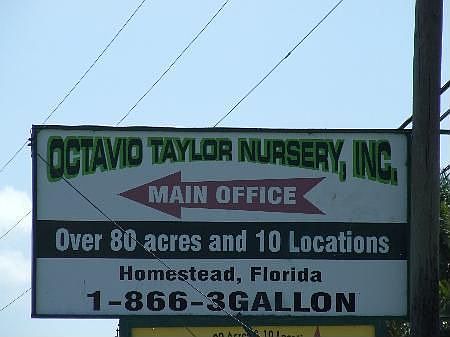 OCTAVIO TAYLOR NURSERY, INC.
MAIN OFFICE
Over 80 acres and 10 Locations
Homestead, Florida
1-866-3GALLON